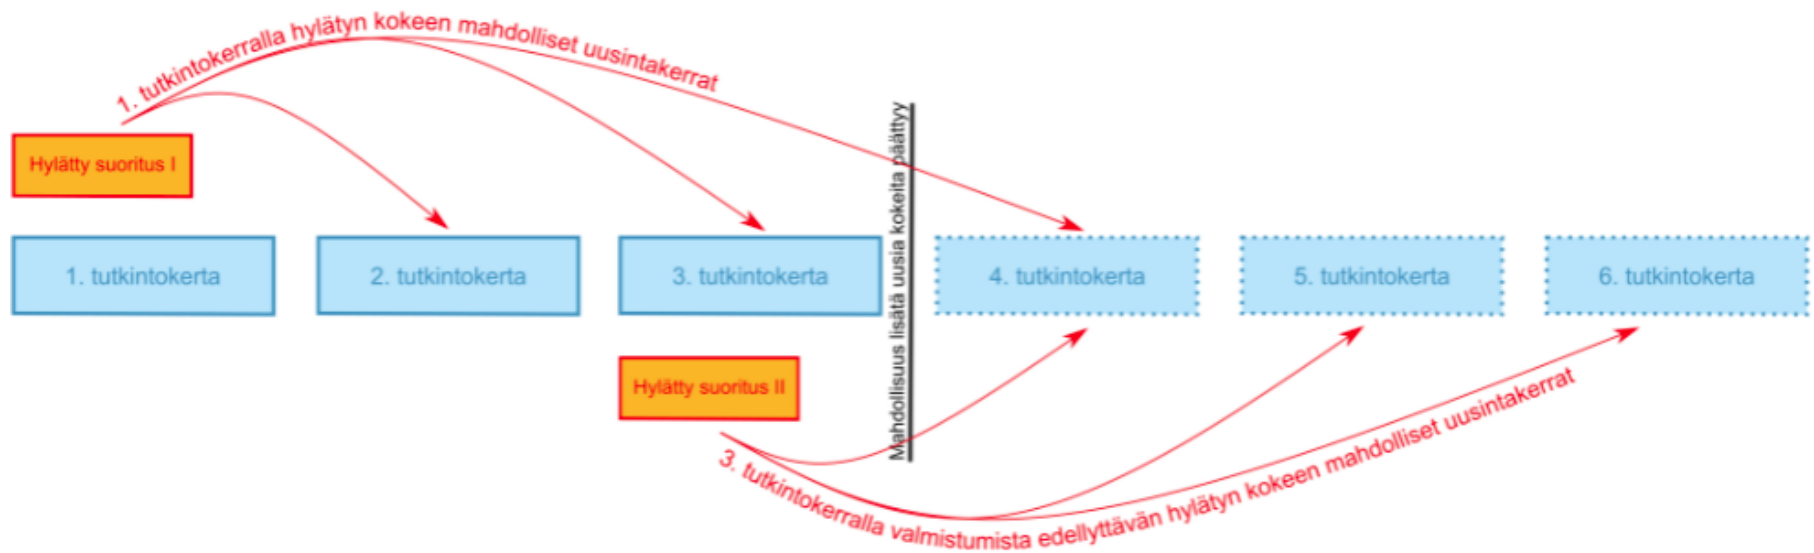 1. tutkintokerralla hylätyn kokeen mahdolliset uusintakerrat
Hylätty suoritus I
1. tutkintokerta
2. tutkintokerta
3. tutkintokerta
Mahdollisuus lisätä uusia kokeita päättyy
4. tutkintokerta
5. tutkintokerta
6. tutkintokerta
Hylätty suoritus II
3. tutkintokerralla valmistumista edellyttävän hylätyn kokeen mahdolliset uusintakerrat